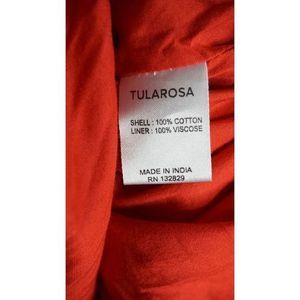 TULAROSA
SHELL : 100% COTTON
LINER : 100% VISCOSE
MADE IN INDIA
RN 132829